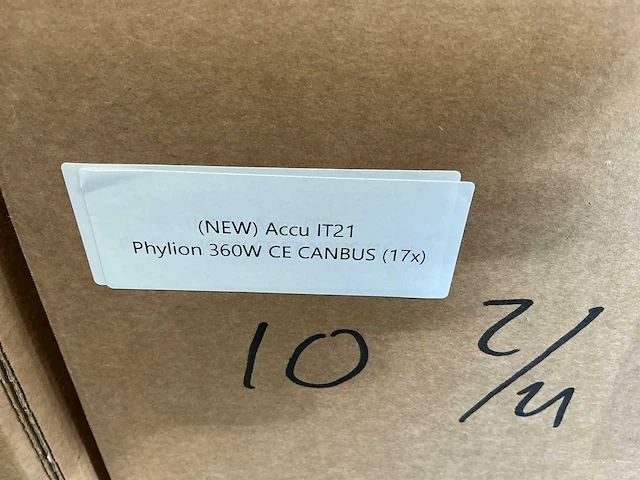 (NEW) Accu IT21
Phylion 360W CE CANBUS (17x)
10
2/4